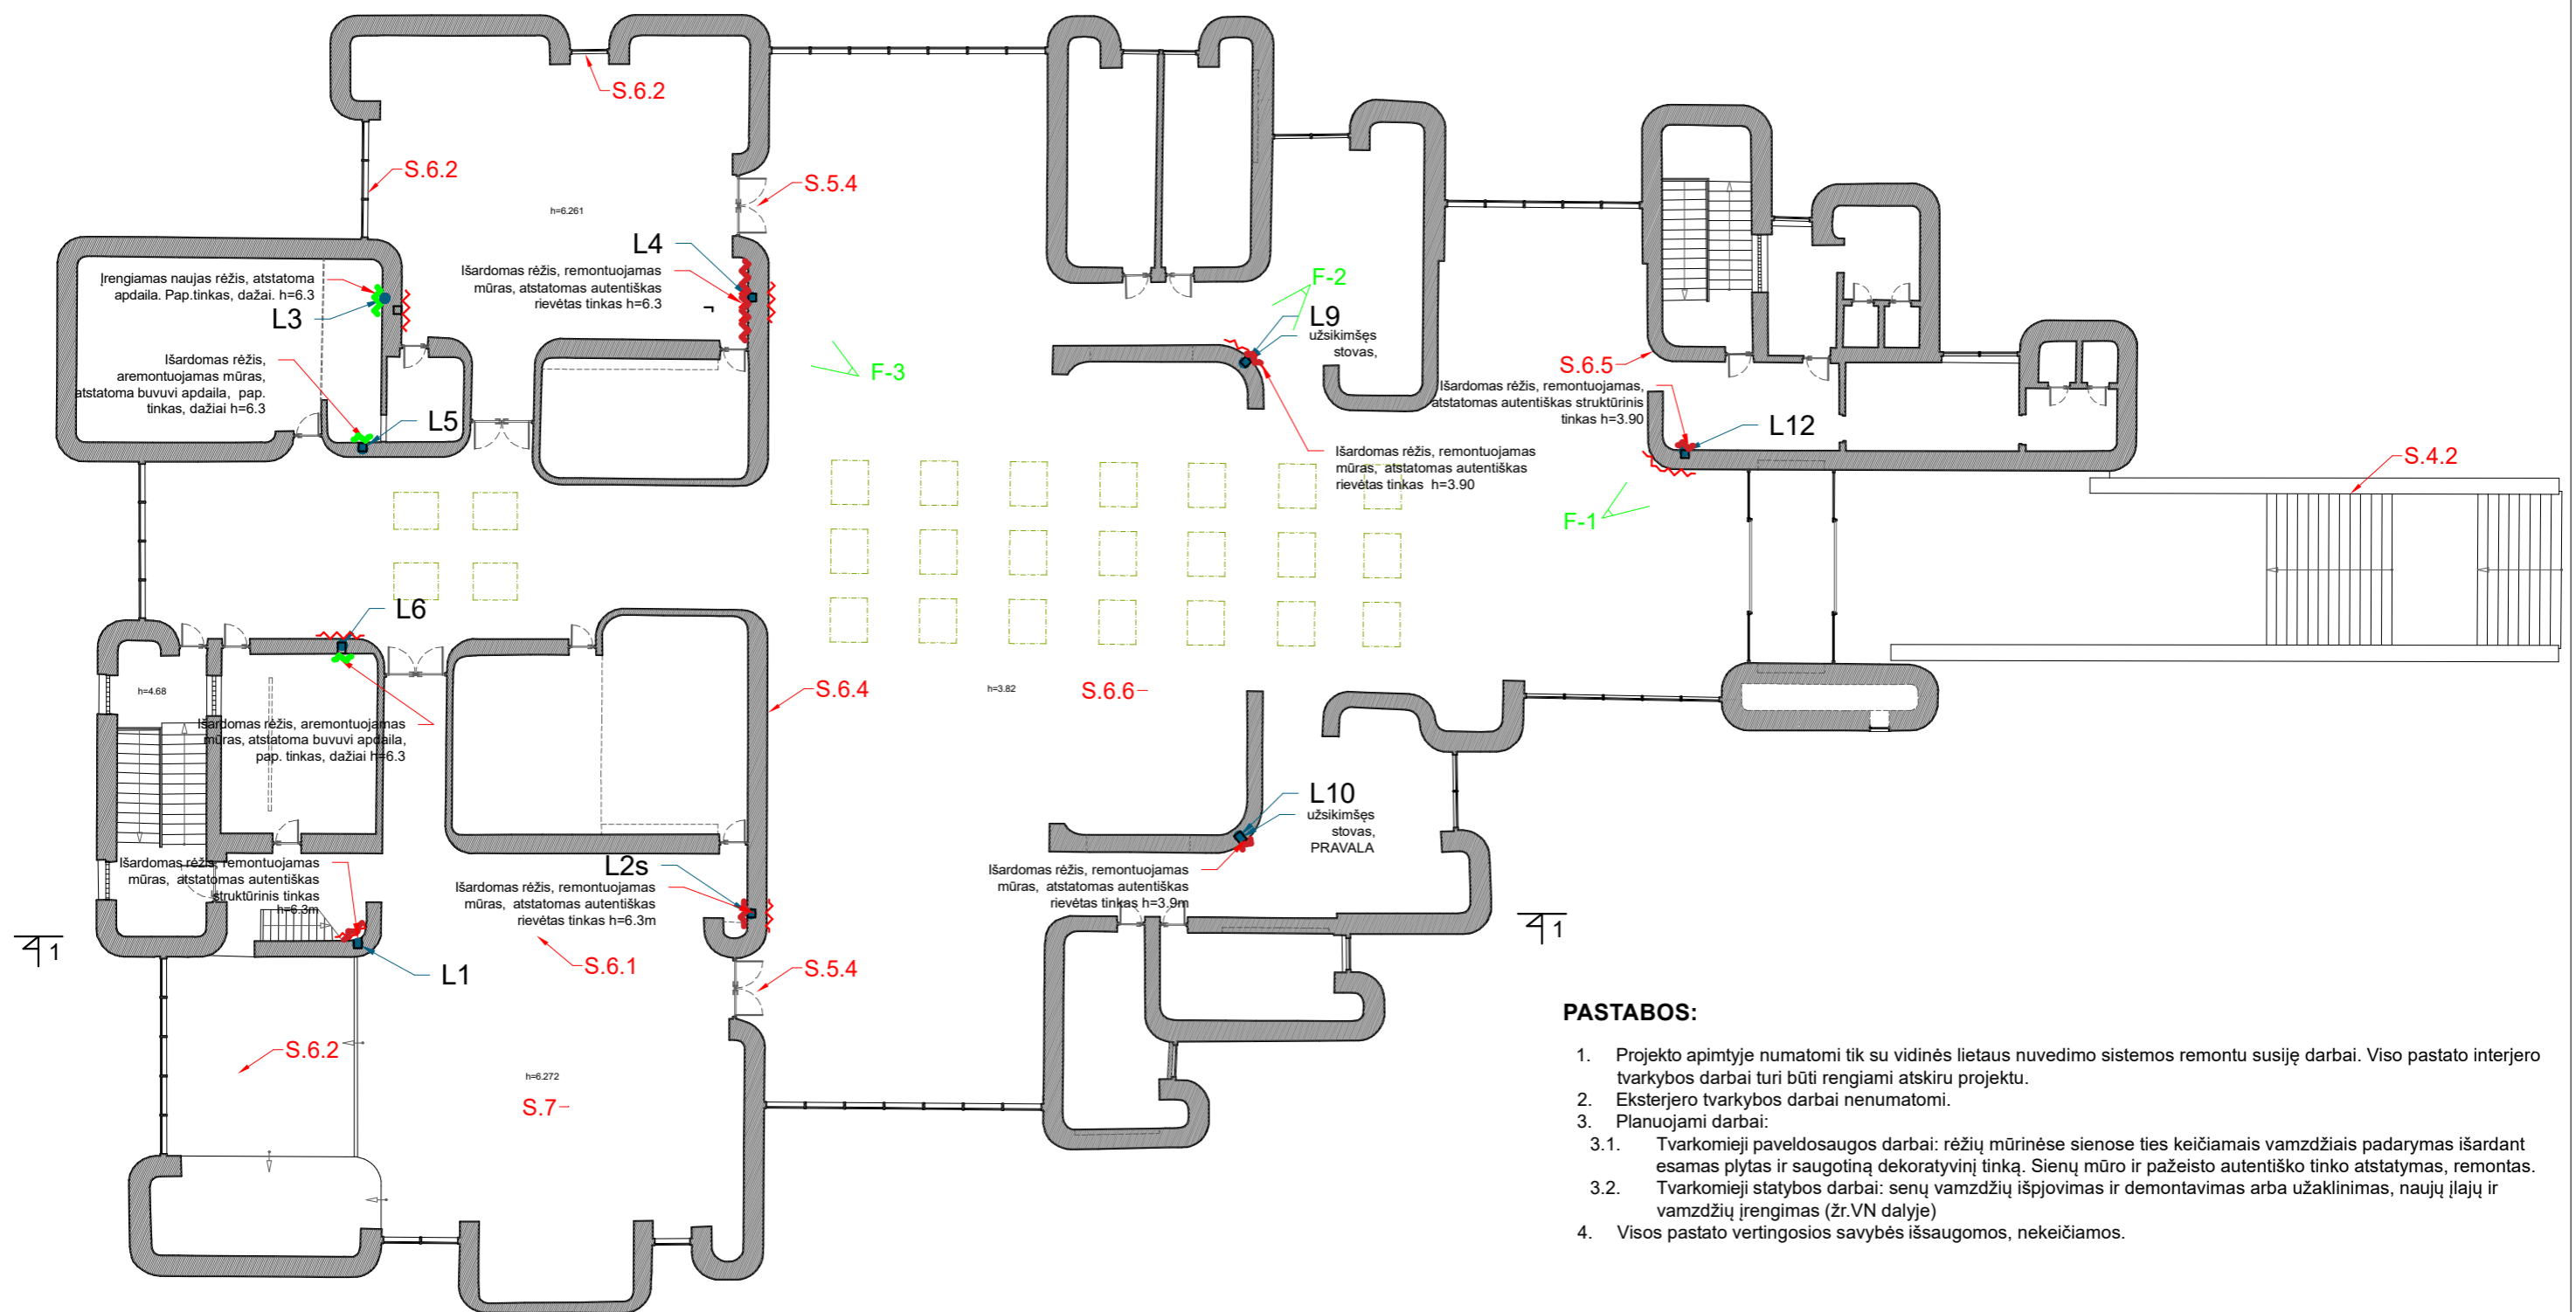 S.6.2
S.6.2
S.5.4
h=6.261
L4
Išardomas rėžis, remontuojamas
mūras, atstatomas autentiškas
rievėtas tinkas h=6.3
Įrengiamas naujas rėžis, atstatoma
apdaila. Pap.tinkas, dažai. h=6.3
L3
Išardomas rėžis,
aremontuojamas mūras,
atstatoma buvuvi apdaila, pap.
tinkas, dažiai h=6.3
L5
F-2
L9
užsikimšęs
stovas,
F-3
S.6.5
Išardomas rėžis, remontuojamas,
atstatomas autentiškas struktūrinis
tinkas h=3.90
L12
Išardomas rėžis, remontuojamas
mūras, atstatomas autentiškas
rievėtas tinkas h=3.90
S.4.2
F-1
L6
h=4.68
Išardomas rėžis, aremontuojamas
mūras, atstatoma buvuvi apdaila,
pap. tinkas, dažiai h=6.3
S.6.4
h=3.82
S.6.6
L10
užsikimšęs
stovas,
PRAVALA
Išardomas rėžis, remontuojamas
mūras, atstatomas autentiškas
struktūrinis tinkas
h=6.3m
L2s
Išardomas rėžis, remontuojamas
mūras, atstatomas autentiškas
rievėtas tinkas h=6.3m
Išardomas rėžis, remontuojamas
mūras, atstatomas autentiškas
rievėtas tinkas h=3.9m
1
1
L1
S.6.1
S.5.4
S.6.2
h=6.272
S.7
PASTABOS:
1. Projekto apimtyje numatomi tik su vidinės lietaus nuvedimo sistemos remontu susiję darbai. Viso pastato interjero
tvarkybos darbai turi būti rengiami atskiru projektu.
2. Eksterjero tvarkybos darbai nenumatomi.
3. Planuojami darbai:
3.1. Tvarkomieji paveldosaugos darbai: rėžių mūrinėse sienose ties keičiamais vamzdžiais padarymas išardant
esamas plytas ir saugotiną dekoratyvinį tinką. Sienų mūro ir pažeisto autentiško tinko atstatymas, remontas.
3.2. Tvarkomieji statybos darbai: senų vamzdžių išpjovimas ir demontavimas arba užaklinimas, naujų įlajų ir
vamzdžių įrengimas (žr.VN dalyje)
4. Visos pastato vertingosios savybės išsaugomos, nekeičiamos.